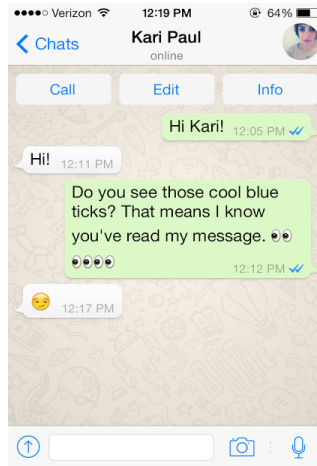 Verizon 12:19 PM 64%
Chats Kari Paul
online
Call Edit Info
Hi Kari! 12:05 PM
Hi! 12:11 PM
Do you see those cool blue
ticks? That means I know
you've read my message. 👀
👀👀
12:12 PM
😏 12:17 PM